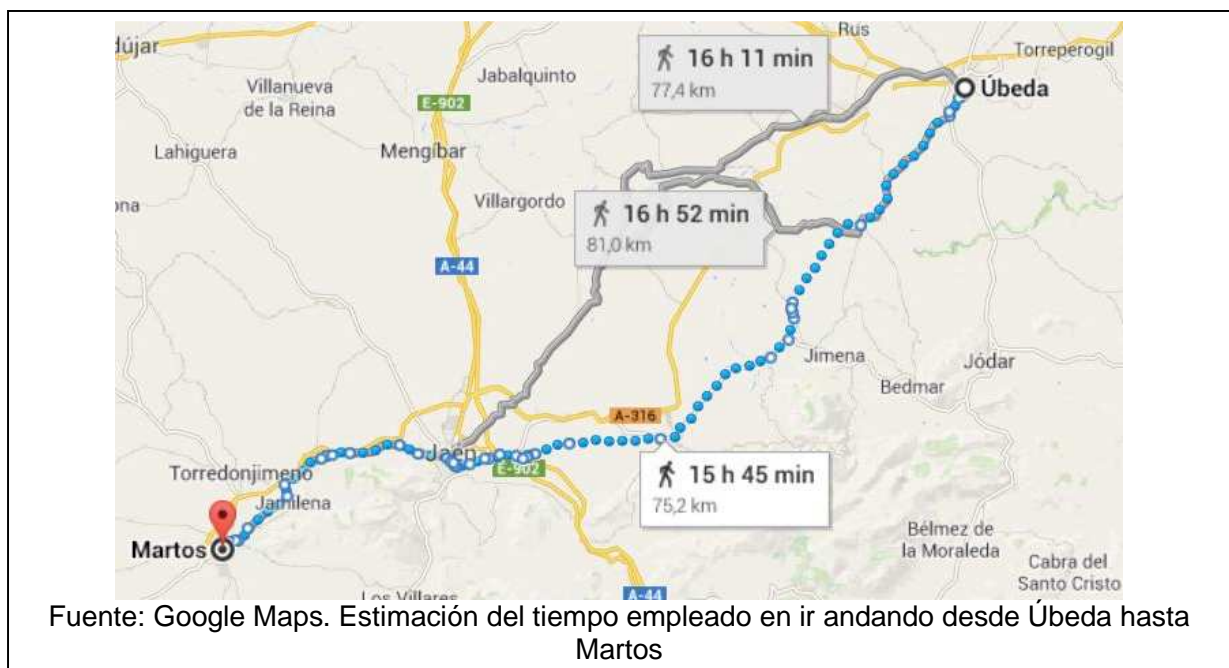 dújar
Rus
Torreperogil
16 h 11 min
77,4 km
Jabalquinto
Villanueva
de la Reina
E-902
Úbeda
Lahiguera
Mengíbar
Villargordo
16 h 52 min
81,0 km
ona
A-44
Jimena
Jódar
Bedmar
A-316
Jaén
E-902
15 h 45 min
75,2 km
Torredonjimeno
Jamilena
Martos
Bélmez de
la Moraleda
Cabra del
Santo Cristo
Los Villares
A-44
Fuente: Google Maps. Estimación del tiempo empleado en ir andando desde Úbeda hasta
Martos